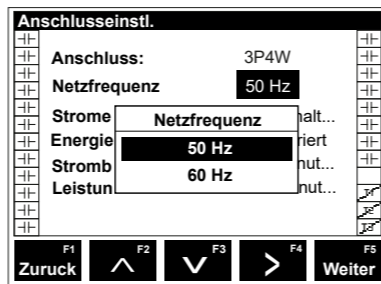 Anschlusseinstl.
Anschluss: 3P4W
Netzfrequenz 50 Hz
Strome halt...
Netzfrequenz
Energie riert
50 Hz
Stromb nut...
60 Hz
Leistun nut...
F1 F2 F3 F4 F5
Zuruck Weiter